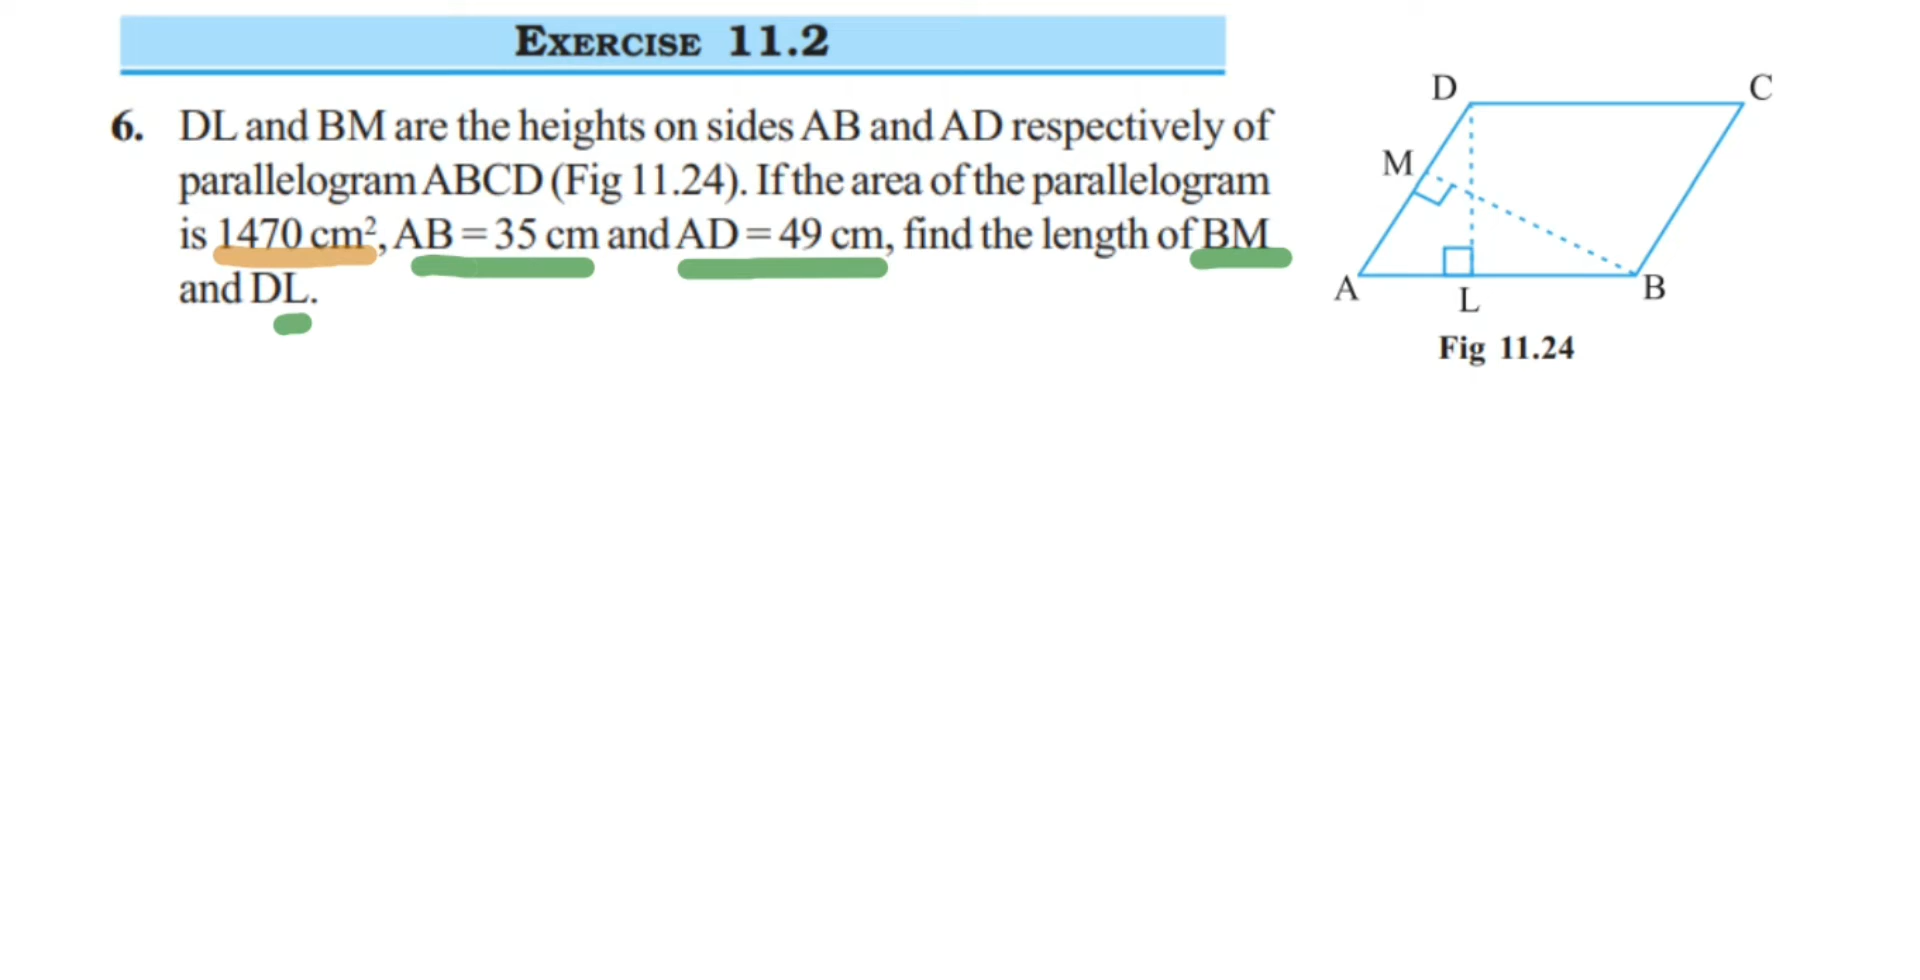 EXERCISE 11.2
6. DL and BM are the heights on sides AB and AD respectively of
parallelogram ABCD (Fig 11.24). If the area of the parallelogram
is 1470 cm², AB = 35 cm and AD = 49 cm, find the length of BM
and DL.
D
C
M
A
L
B
Fig 11.24